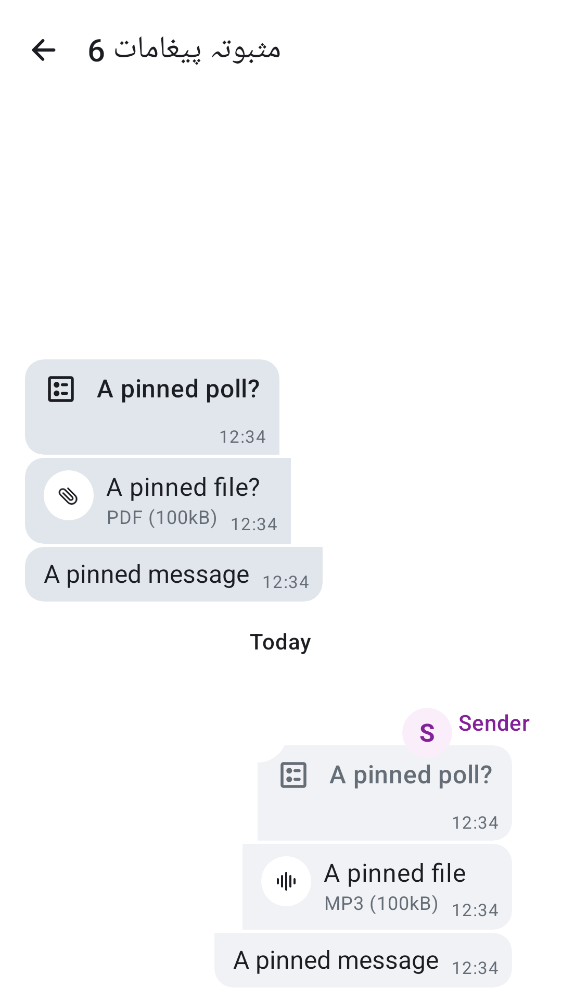 6 مثبوتہ پیغامات
A pinned poll?
12:34
A pinned file?
PDF (100kB) 12:34
A pinned message 12:34
Today
S Sender
A pinned poll?
12:34
A pinned file
MP3 (100kB) 12:34
A pinned message 12:34